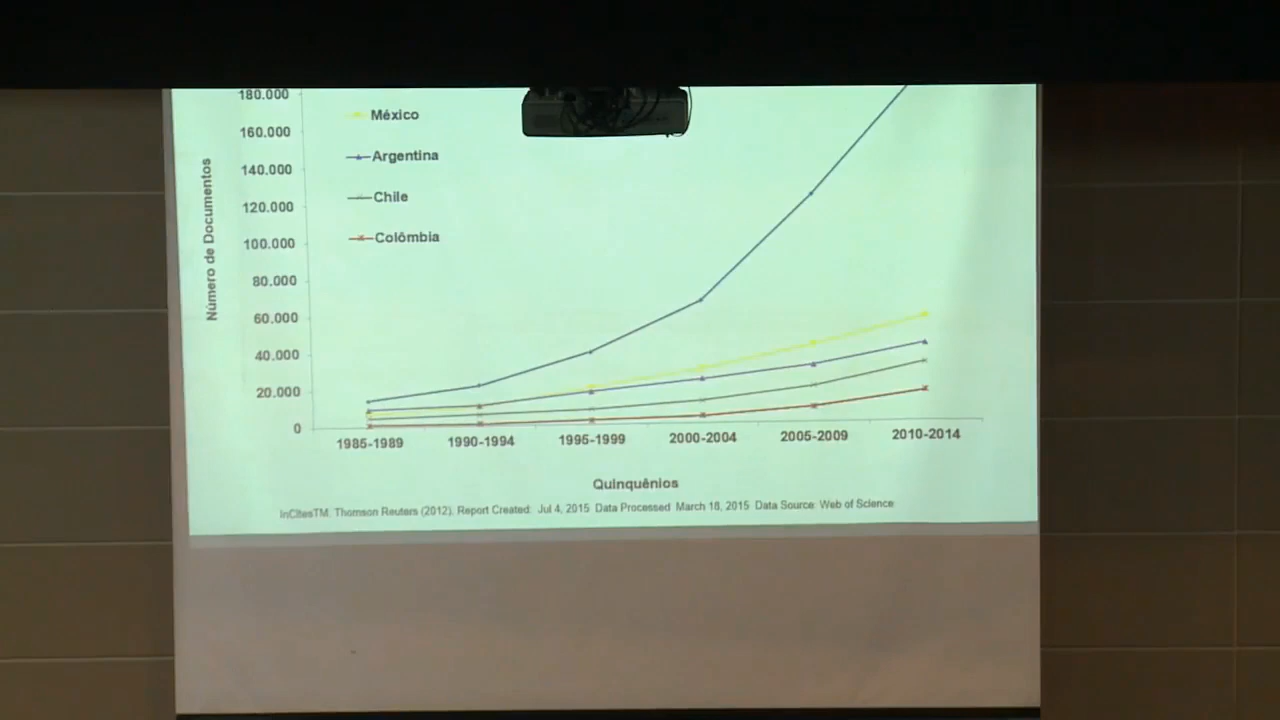 180.000
México
160.000
Argentina
140.000
Chile
120.000
Colômbia
100.000
80.000
60.000
40.000
20.000
0
Número de Documentos
1985-1989 1990-1994 1995-1999 2000-2004 2005-2009 2010-2014
Quinquênios
InCitesTM. Thomson Reuters (2012). Report Created: Jul 4, 2015 Data Processed March 18, 2015 Data Source: Web of Science